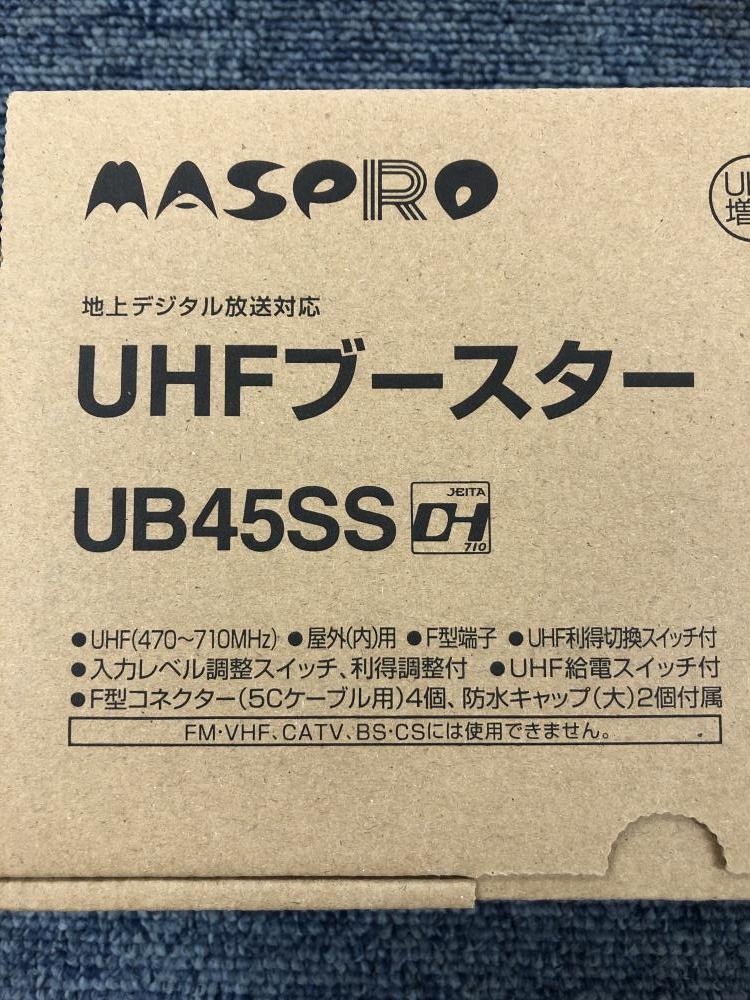 MASPRO
UH
増
地上デジタル放送対応
UHFブースター
UB45SS
JEITA
DH
710
●UHF(470～710MHz) ●屋外(内)用 ●F型端子 ●UHF利得切換スイッチ付
●入力レベル調整スイッチ、利得調整付 ●UHF給電スイッチ付
●F型コネクター(5Cケーブル用)4個、防水キャップ(大)2個付属
FM・VHF、CATV、BS・CSには使用できません。